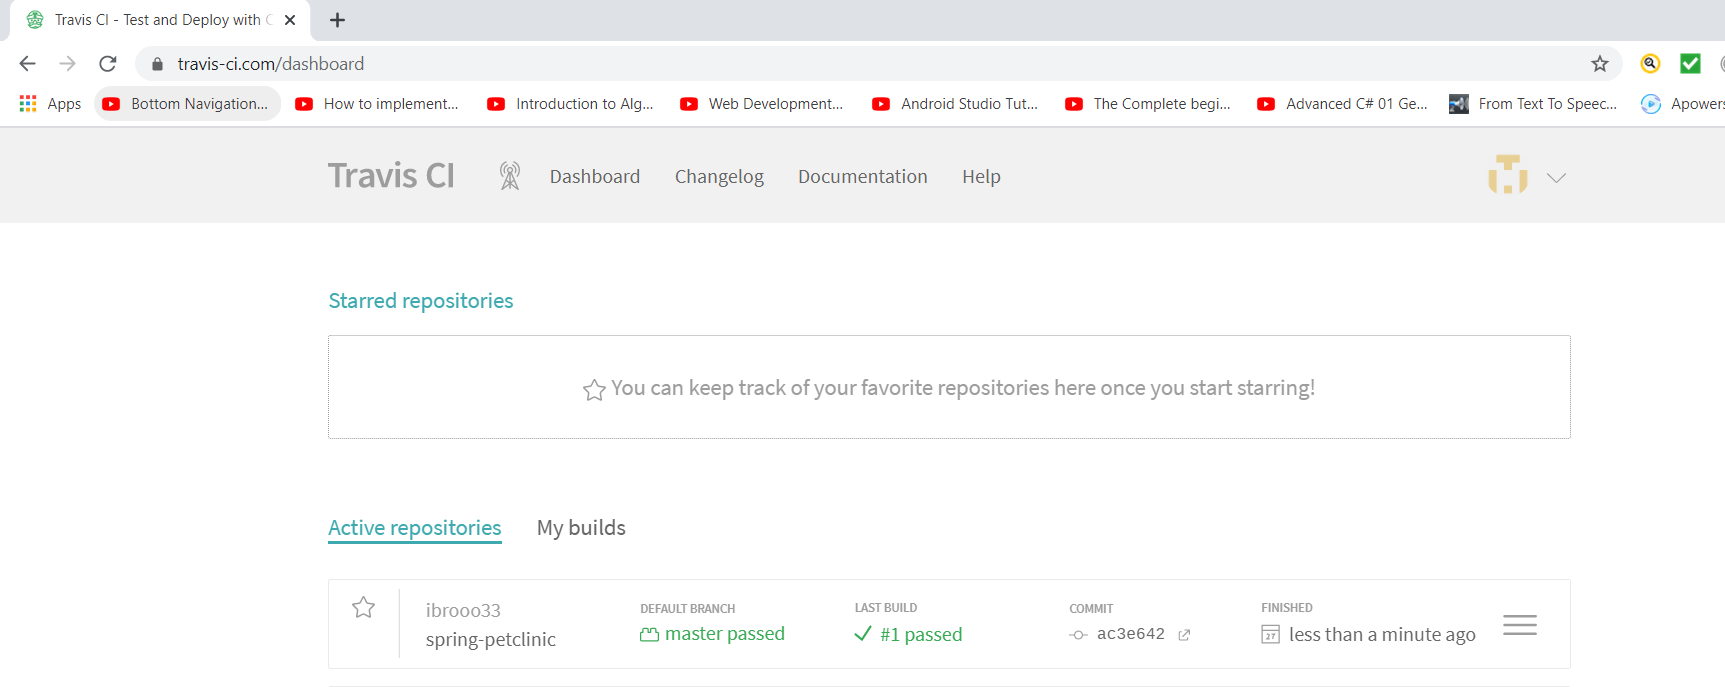 Travis CI - Test and Deploy with C
travis-ci.com/dashboard
Apps Bottom Navigation... How to implement... Introduction to Alg... Web Development... Android Studio Tut... The Complete begi... Advanced C# 01 Ge... From Text To Speec... Apowers
Travis CI Dashboard Changelog Documentation Help
Starred repositories
You can keep track of your favorite repositories here once you start starring!
Active repositories My builds
ibrooo33 DEFAULT BRANCH LAST BUILD COMMIT FINISHED
spring-petclinic master passed #1 passed ac3e642 27 less than a minute ago